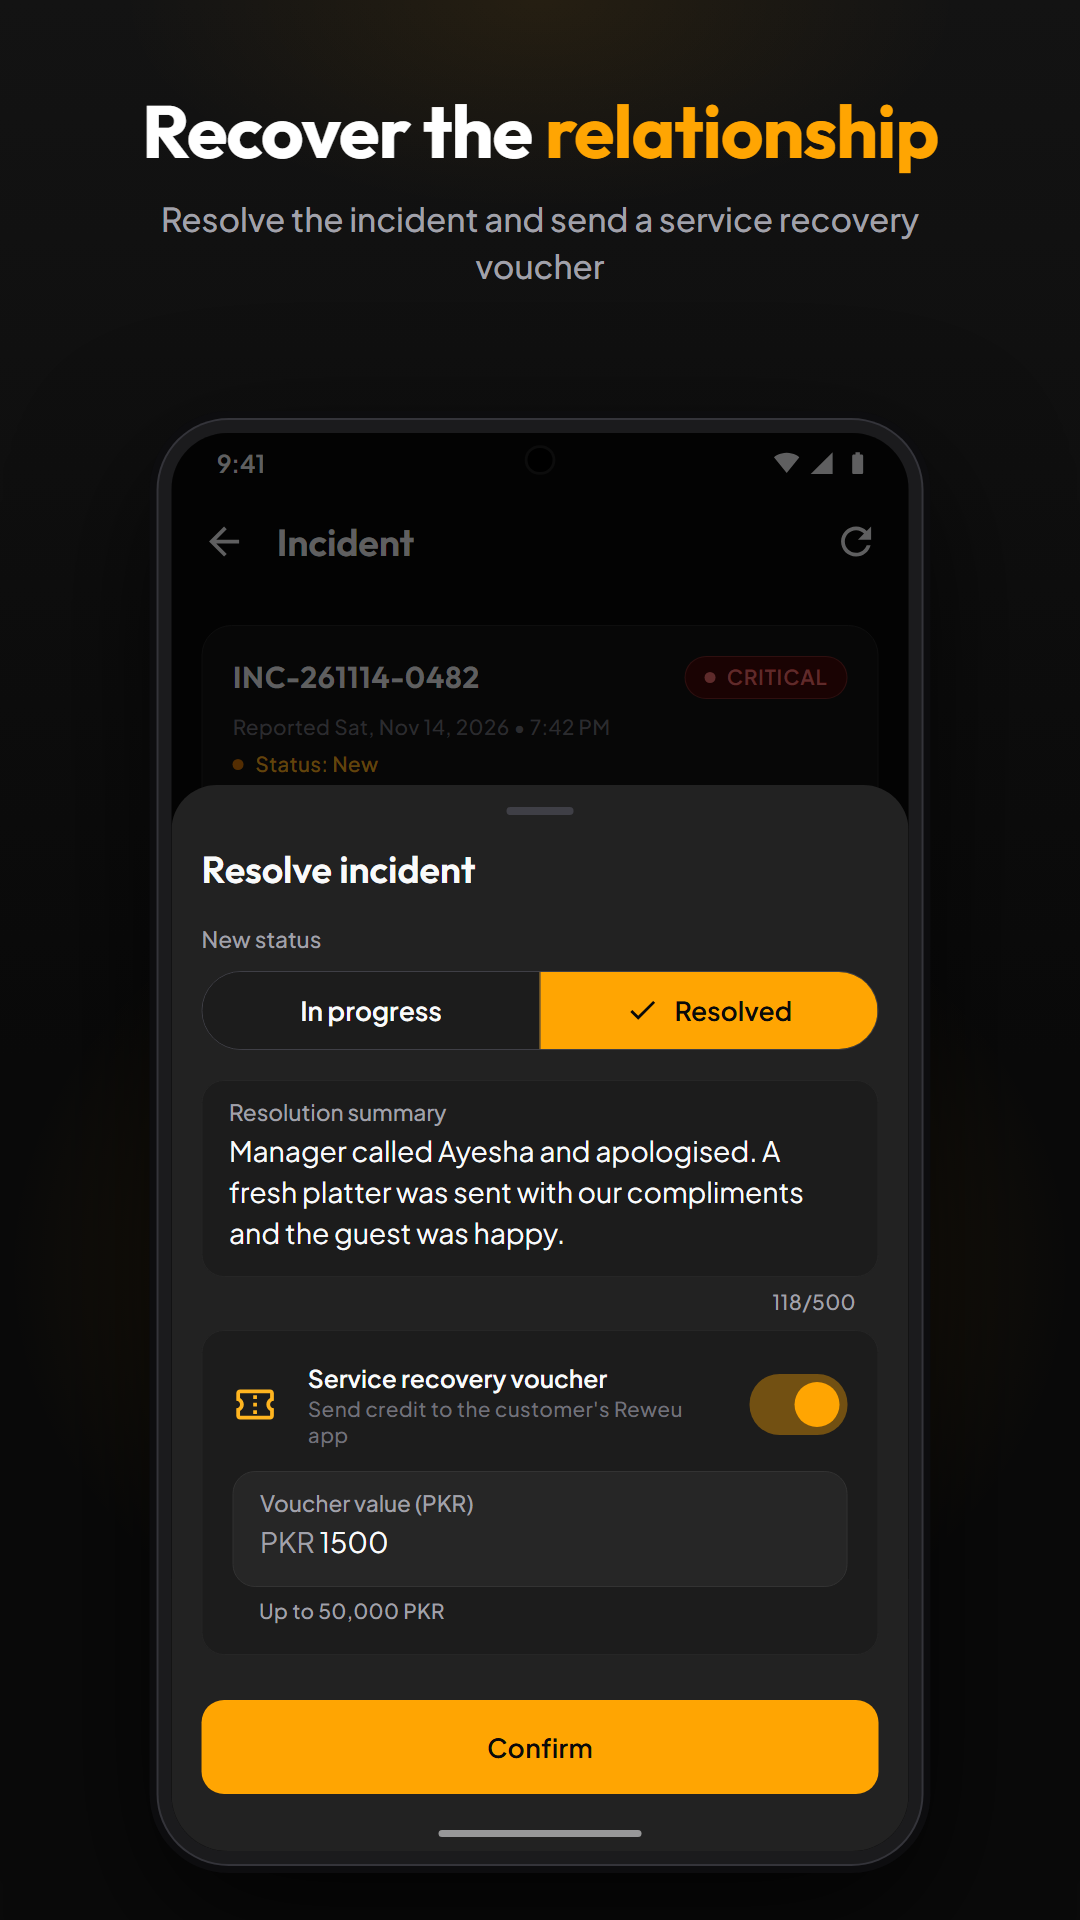 Recover the relationship
Resolve the incident and send a service recovery
voucher
9:41
Incident
INC-261114-0482
CRITICAL
Reported Sat, Nov 14, 2026 • 7:42 PM
Status: New
Resolve incident
New status
In progress
Resolved
Resolution summary
Manager called Ayesha and apologised. A
fresh platter was sent with our compliments
and the guest was happy.
118/500
Service recovery voucher
Send credit to the customer's Reweu
app
Voucher value (PKR)
PKR 1500
Up to 50,000 PKR
Confirm